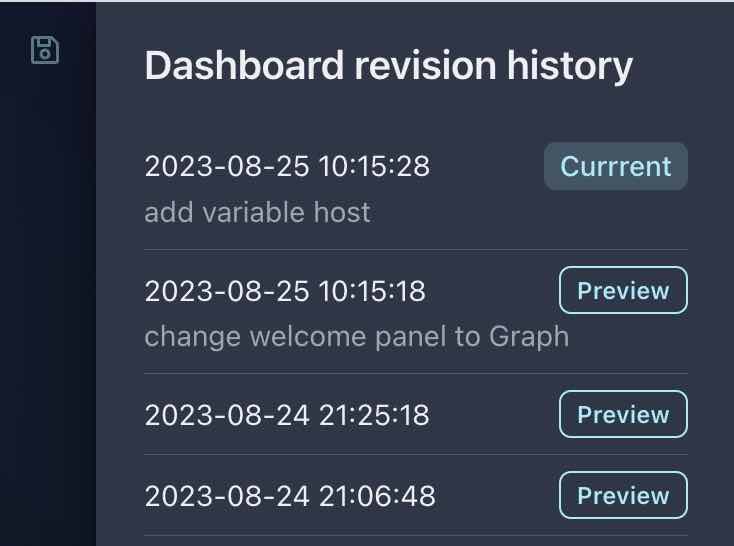 Dashboard revision history
2023-08-25 10:15:28 Currrent
add variable host
2023-08-25 10:15:18 Preview
change welcome panel to Graph
2023-08-24 21:25:18 Preview
2023-08-24 21:06:48 Preview